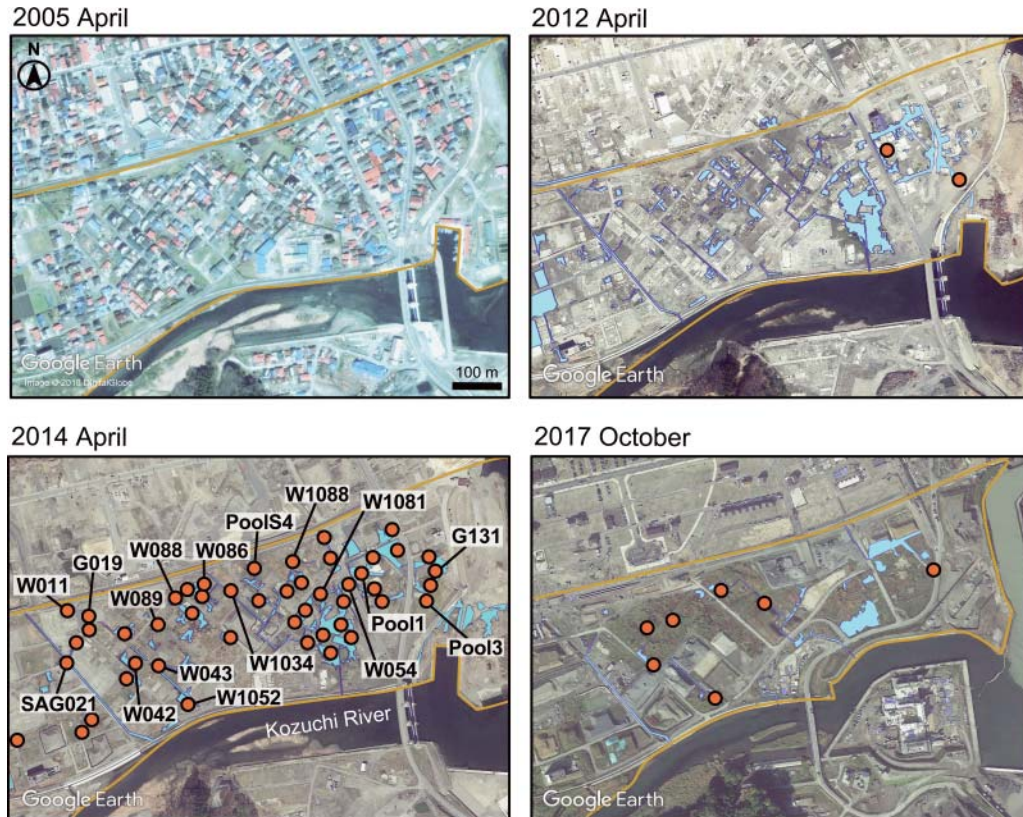 2005 April
2012 April
N
Google Earth
Image © 2018 DigitalGlobe
100 m
Google Earth
2014 April
2017 October
W1088
W1081
PoolS4
W088
W086
G131
G019
W011
W089
Pool1
Pool3
W1034
W054
W043
SAG021
W042
W1052
Kozuchi River
Google Earth
Google Earth